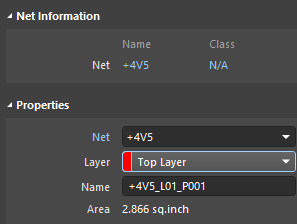 Net Information
Name Class
Net +4V5 N/A
Properties
Net +4V5
Layer Top Layer
Name +4V5_L01_P001
Area 2.866 sq.inch